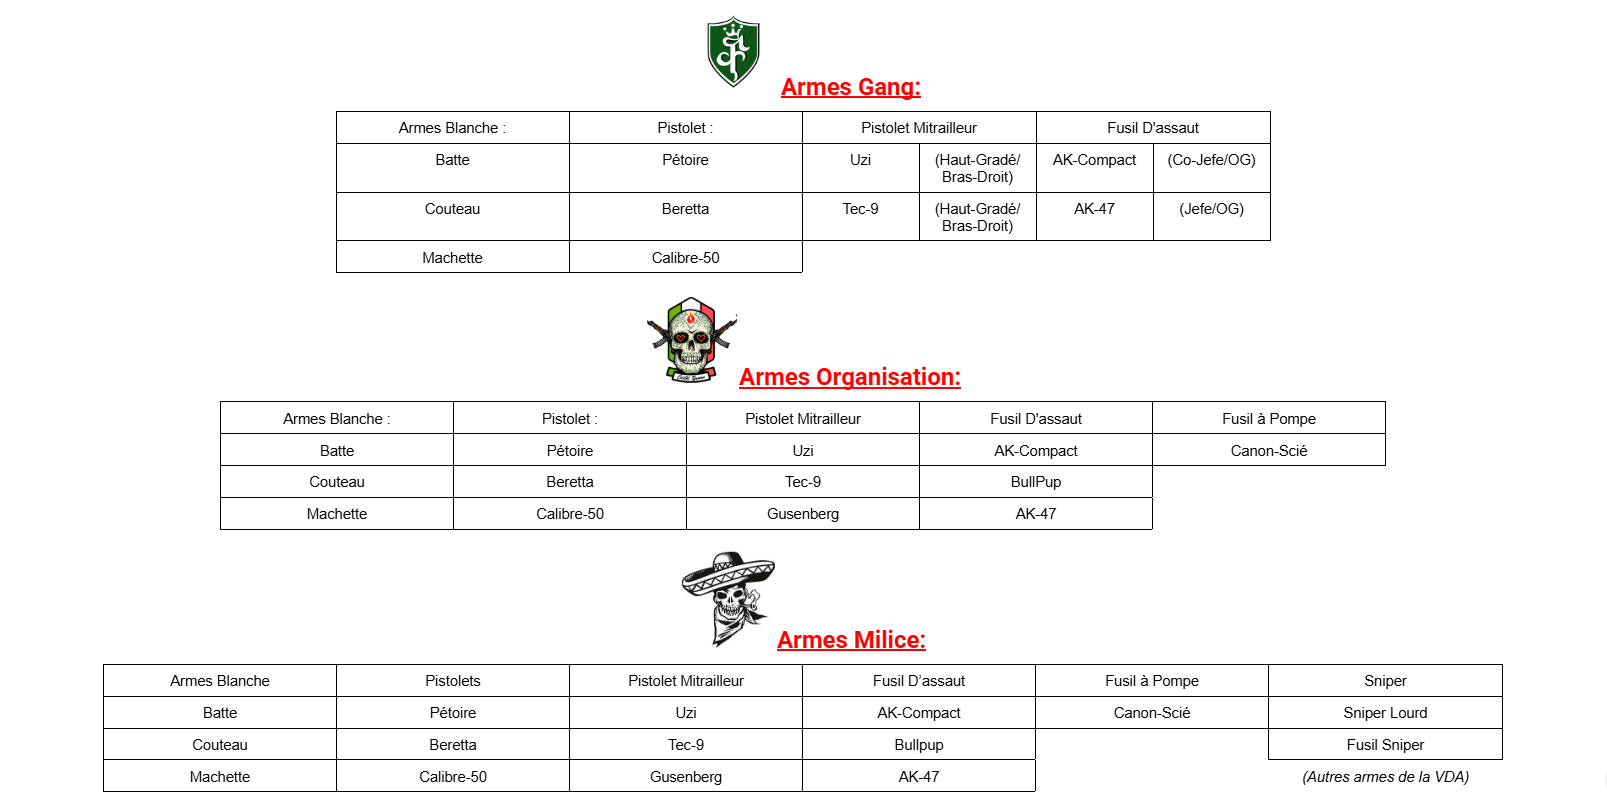 Armes Gang:
Armes Blanche : Pistolet : Pistolet Mitrailleur Fusil D'assaut
Batte Pétoire Uzi (Haut-Gradé/ AK-Compact (Co-Jefe/OG)
Bras-Droit)
Couteau Beretta Tec-9 (Haut-Gradé/ AK-47 (Jefe/OG)
Bras-Droit)
Machette Calibre-50
Armes Organisation:
Armes Blanche : Pistolet : Pistolet Mitrailleur Fusil D'assaut Fusil à Pompe
Batte Pétoire Uzi AK-Compact Canon-Scié
Couteau Beretta Tec-9 BullPup
Machette Calibre-50 Gusenberg AK-47
Armes Milice:
Armes Blanche Pistolets Pistolet Mitrailleur Fusil D’assaut Fusil à Pompe Sniper
Batte Pétoire Uzi AK-Compact Canon-Scié Sniper Lourd
Couteau Beretta Tec-9 Bullpup Fusil Sniper
Machette Calibre-50 Gusenberg AK-47 (Autres armes de la VDA)